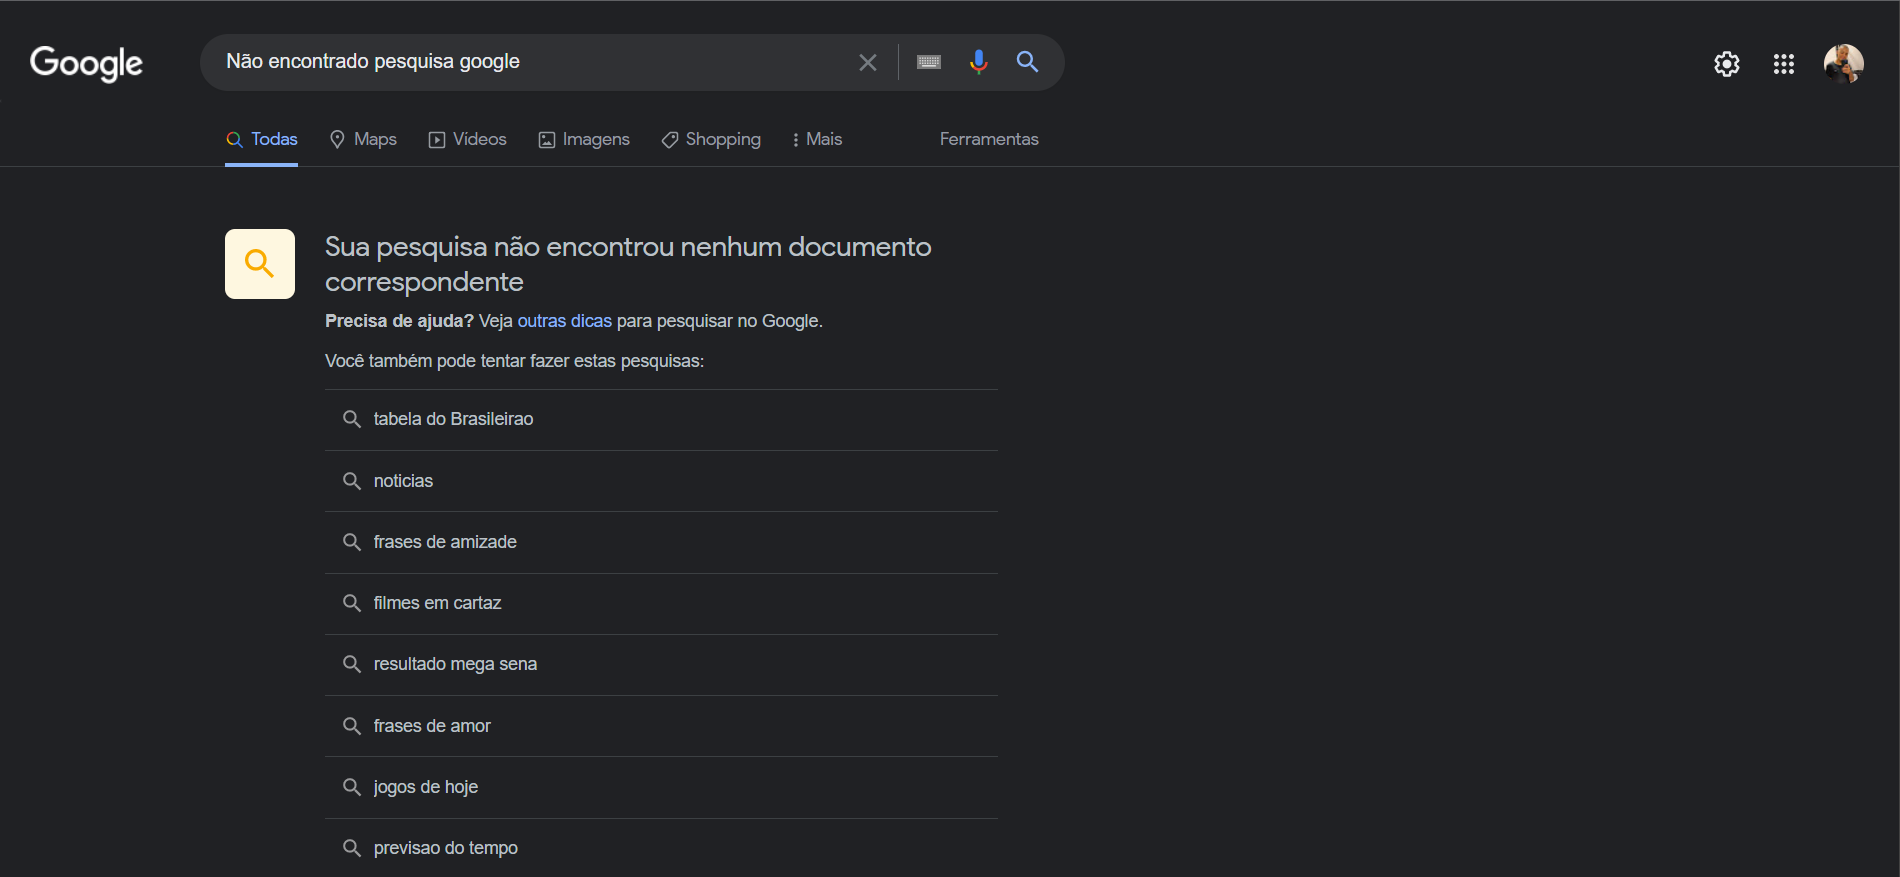 Google
Não encontrado pesquisa google
Todas Maps Vídeos Imagens Shopping Mais Ferramentas
Sua pesquisa não encontrou nenhum documento
correspondente
Precisa de ajuda? Veja outras dicas para pesquisar no Google.
Você também pode tentar fazer estas pesquisas:
tabela do Brasileirao
noticias
frases de amizade
filmes em cartaz
resultado mega sena
frases de amor
jogos de hoje
previsao do tempo